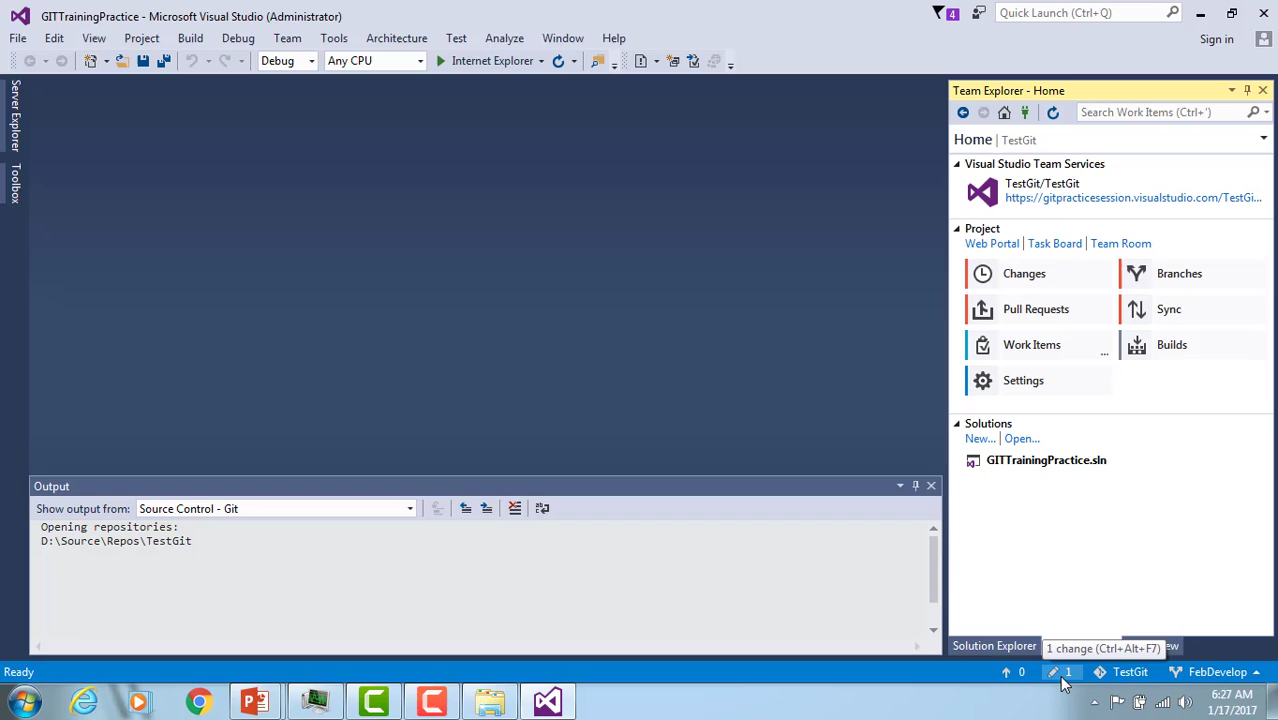 GITTrainingPractice - Microsoft Visual Studio (Administrator)
4
Quick Launch (Ctrl+Q)
File Edit View Project Build Debug Team Tools Architecture Test Analyze Window Help
Sign in
Debug Any CPU Internet Explorer
Server Explorer
Toolbox
Team Explorer - Home
Search Work Items (Ctrl+')
Home | TestGit
Visual Studio Team Services
TestGit/TestGit
https://gitpracticesession.visualstudio.com/TestGi...
Project
Web Portal | Task Board | Team Room
Changes Branches
Pull Requests Sync
Work Items ... Builds
Settings
Solutions
New... | Open...
GITTrainingPractice.sln
Output
Show output from: Source Control - Git
Opening repositories:
D:\Source\Repos\TestGit
Solution Explorer
1 change (Ctrl+Alt+F7)
Ready 0 1 TestGit FebDevelop
6:27 AM
1/17/2017